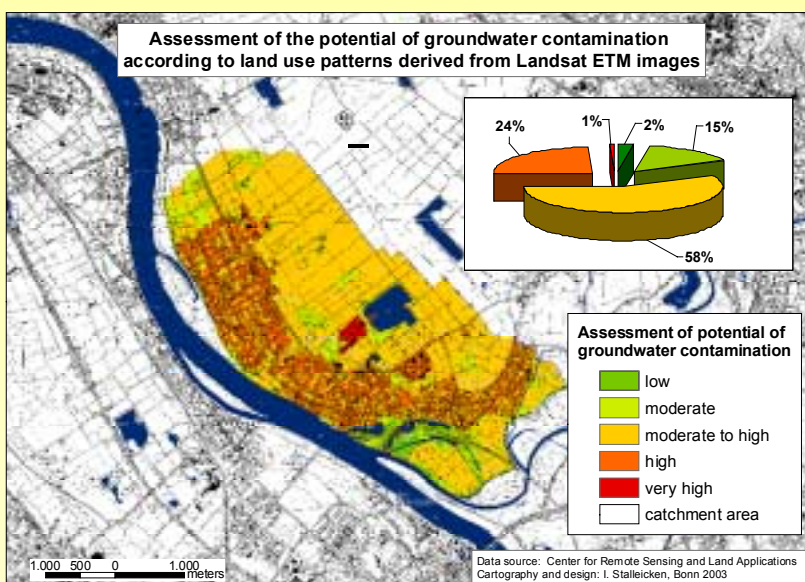 Assessment of the potential of groundwater contamination
according to land use patterns derived from Landsat ETM images
24%
1%
2%
15%
58%
Assessment of potential of
groundwater contamination
low
moderate
moderate to high
high
very high
catchment area
1.000 500 0 1.000
meters
Data source: Center for Remote Sensing and Land Applications
Cartography and design: I. Stalleicken, Bonn 2003